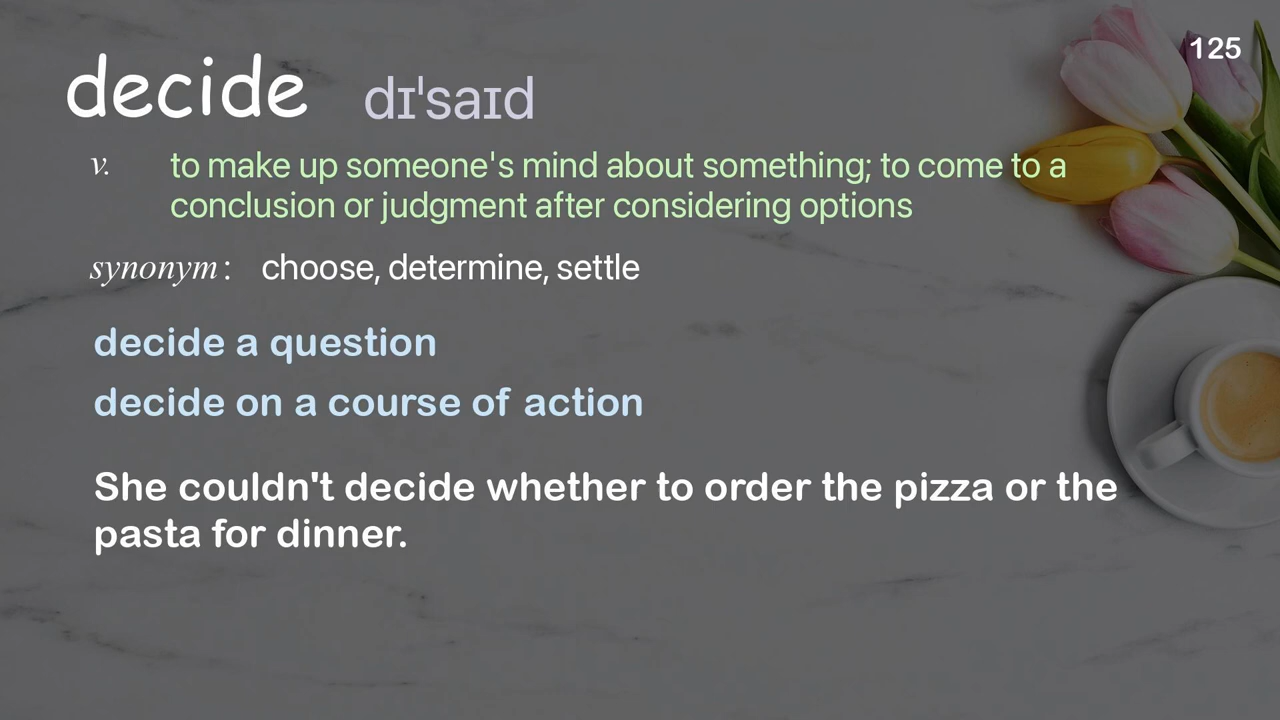 125
decide dɪˈsaɪd
v. to make up someone's mind about something; to come to a
conclusion or judgment after considering options
synonym: choose, determine, settle
decide a question
decide on a course of action
She couldn't decide whether to order the pizza or the
pasta for dinner.